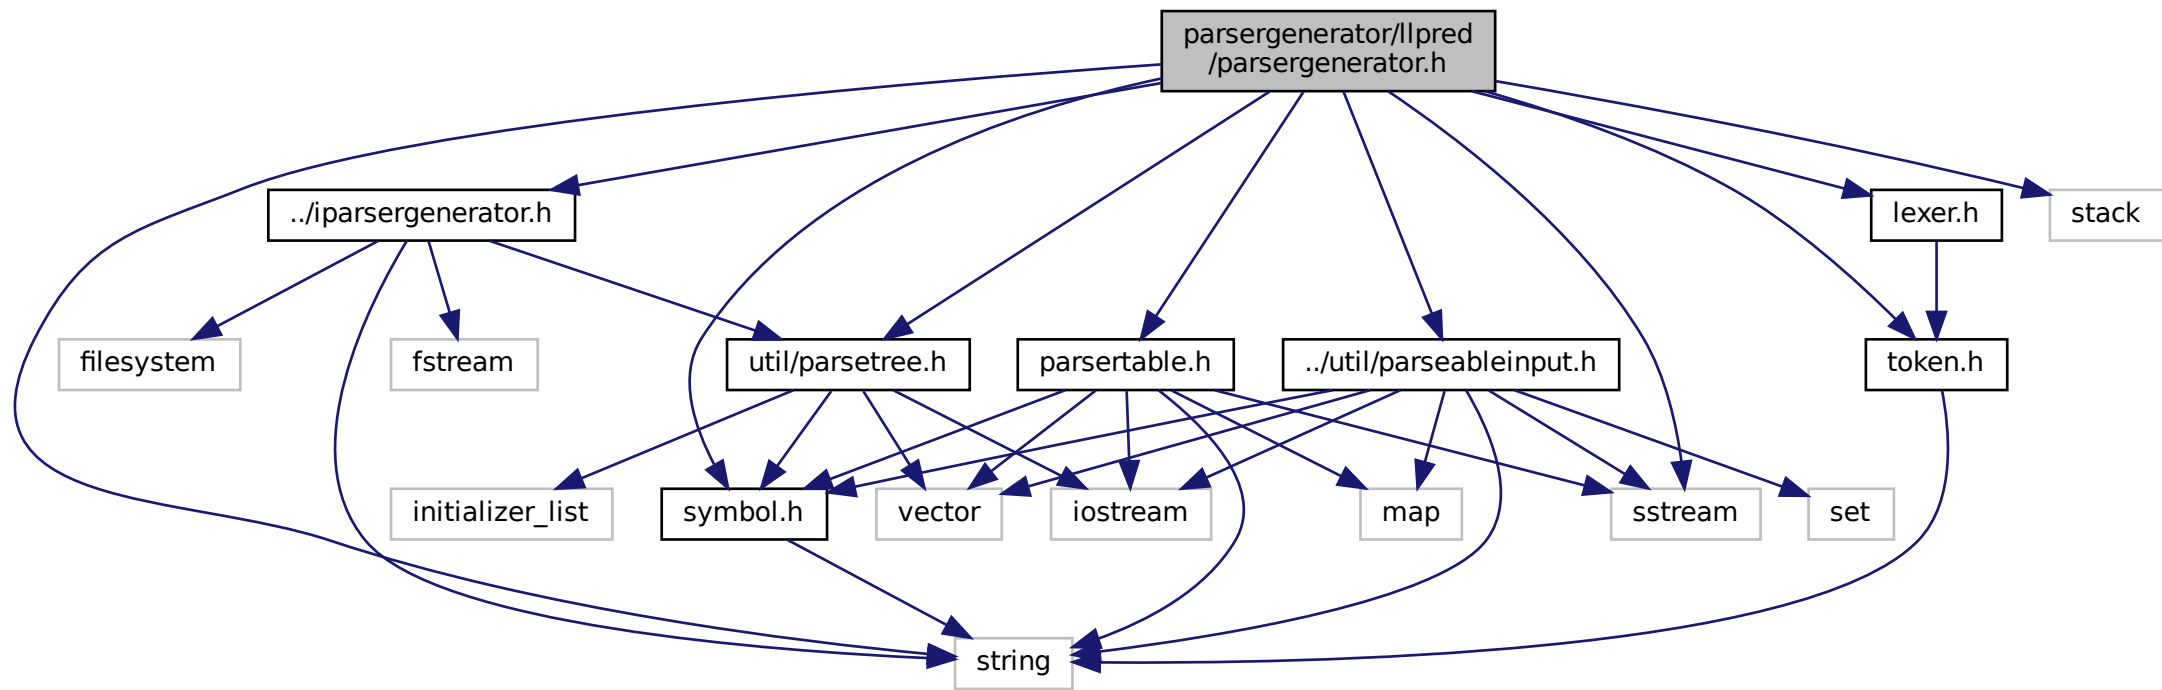 parsergenerator/llpred
/parsergenerator.h
../iparsergenerator.h
lexer.h
stack
filesystem
fstream
util/parsetree.h
parsertable.h
../util/parseableinput.h
token.h
initializer_list
symbol.h
vector
iostream
map
sstream
set
string